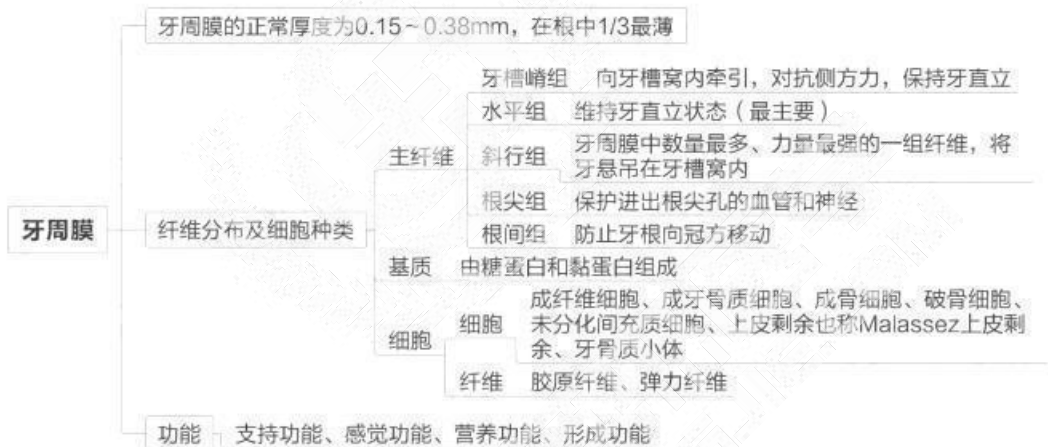 牙周膜的正常厚度为0.15~0.38mm，在根中1/3最薄
牙槽嵴组 向牙槽窝内牵引，对抗侧方力，保持牙直立
水平组 维持牙直立状态（最主要）
主纤维
斜行组 牙周膜中数量最多、力量最强的一组纤维，将
牙悬吊在牙槽窝内
根尖组 保护进出根尖孔的血管和神经
牙周膜
纤维分布及细胞种类
根间组 防止牙根向冠方移动
基质 由糖蛋白和黏蛋白组成
细胞
细胞 成纤维细胞、成牙骨质细胞、成骨细胞、破骨细胞、
未分化间充质细胞、上皮剩余也称Malassez上皮剩
余、牙骨质小体
纤维 胶原纤维、弹力纤维
功能 支持功能、感觉功能、营养功能、形成功能